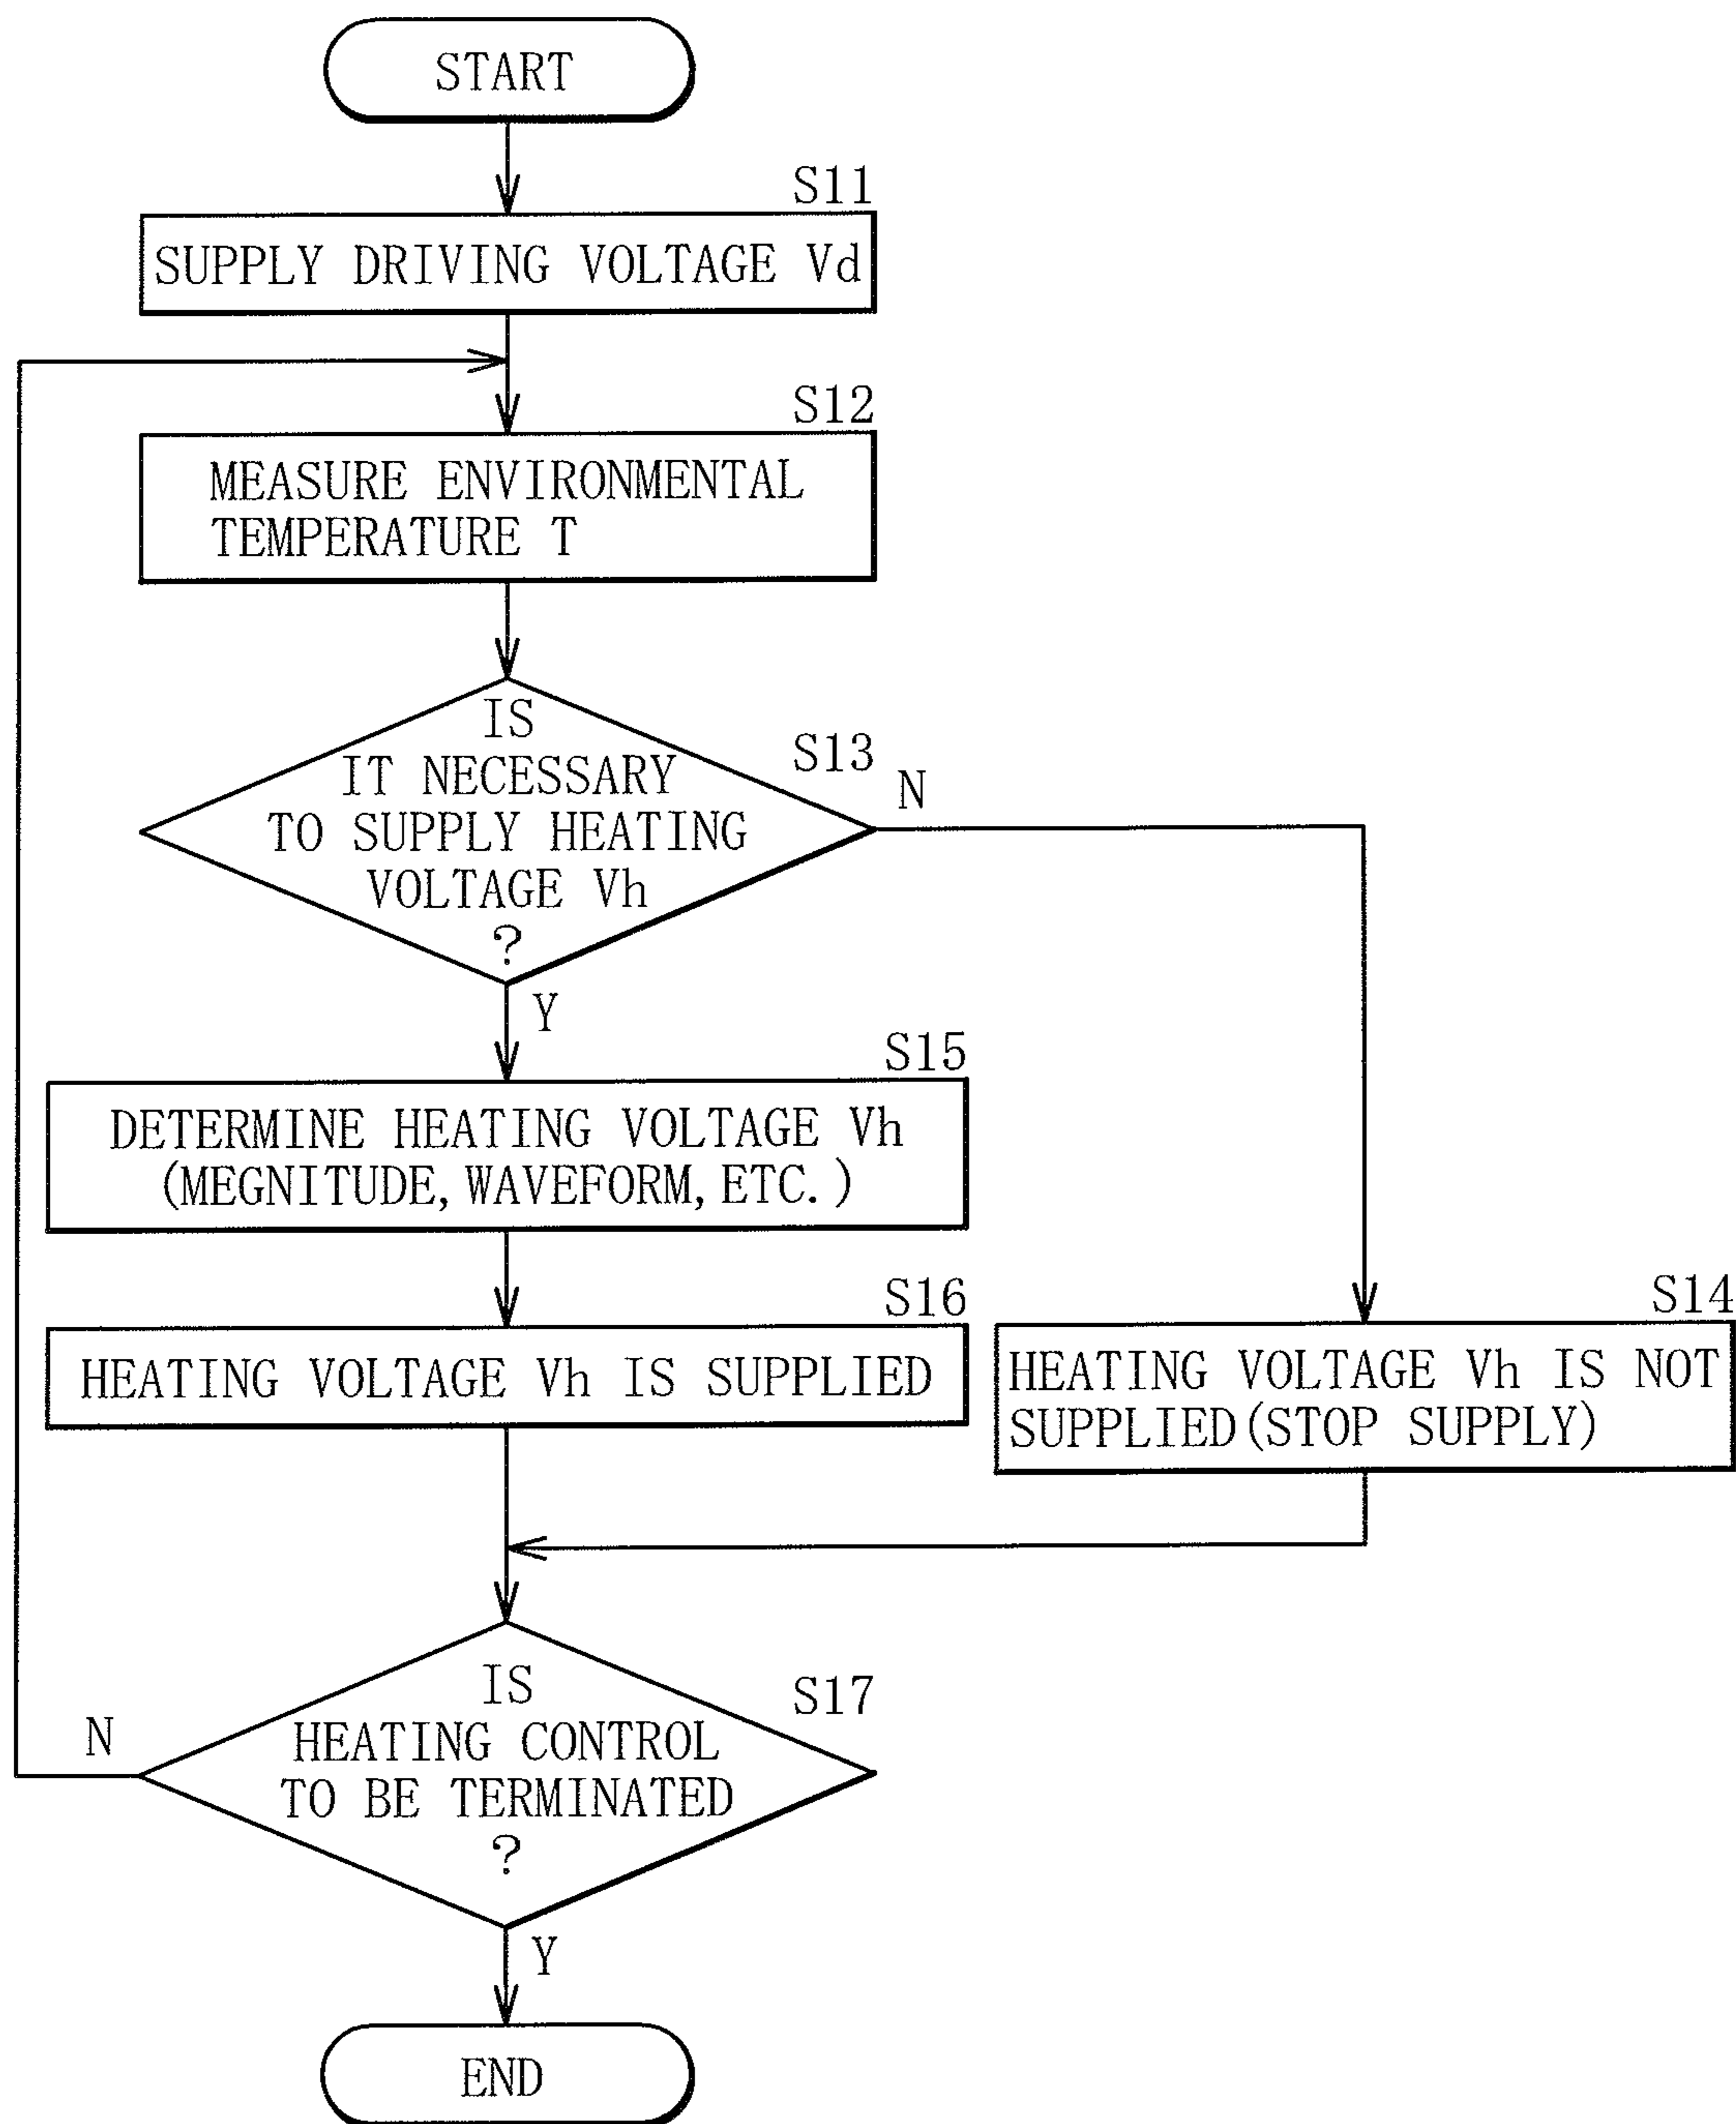 START
S11
SUPPLY DRIVING VOLTAGE Vd
S12
MEASURE ENVIRONMENTAL
TEMPERATURE T
IS
IT NECESSARY
TO SUPPLY HEATING
VOLTAGE Vh
?
S13
N
Y
S15
DETERMINE HEATING VOLTAGE Vh
(MEGNITUDE, WAVEFORM, ETC.)
S16
HEATING VOLTAGE Vh IS SUPPLIED
S14
HEATING VOLTAGE Vh IS NOT
SUPPLIED(STOP SUPPLY)
IS
HEATING CONTROL
TO BE TERMINATED
?
S17
N
Y
END